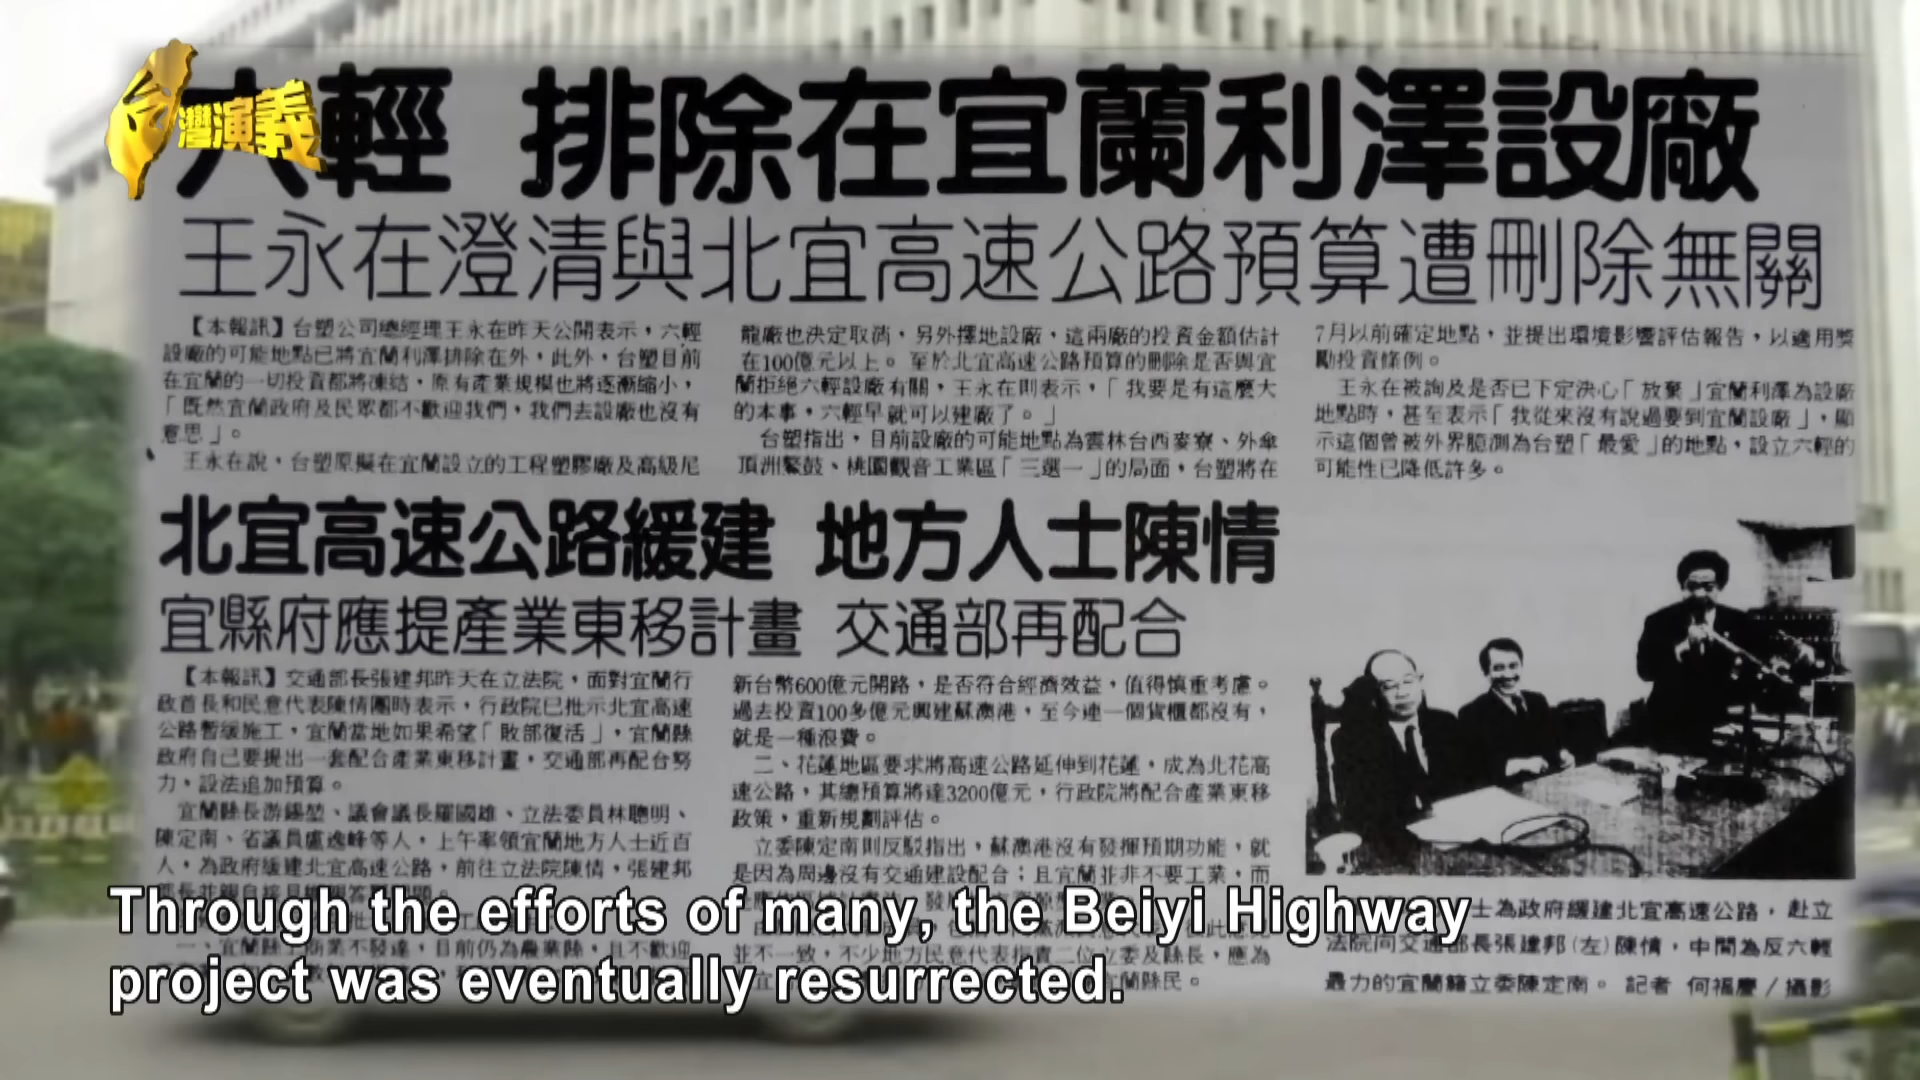 台灣演義
六輕 排除在宜蘭利澤設廠
王永在澄清與北宜高速公路預算遭刪除無關
【本報訊】台塑公司總經理王永在昨天公開表示，六輕
設廠的可能地點已將宜蘭利澤排除在外，此外，台塑目前
在宜蘭的一切投資都將凍結，原有產業規模也將逐漸縮小，
「既然宜蘭政府及民眾都不歡迎我們，我們去設廠也沒有
意思」。
王永在說，台塑原擬在宜蘭設立的工程塑膠廠及高級尼
龍廠也決定取消，另外擇地設廠，這兩廠的投資金額估計
在100億元以上。至於北宜高速公路預算的刪除是否與宜
蘭拒絕六輕設廠有關，王永在則表示，「我要是有這麼大
的本事，六輕早就可以建廠了。」
台塑指出，目前設廠的可能地點為雲林台西麥寮、外傘
頂洲鰲鼓、桃園觀音工業區「三選一」的局面，台塑將在
7月以前確定地點，並提出環境影響評估報告，以適用獎
勵投資條例。
王永在被詢及是否已下定決心「放棄」宜蘭利澤為設廠
地點時，甚至表示「我從來沒有說過要到宜蘭設廠」，顯
示這個曾被外界臆測為台塑「最愛」的地點，設立六輕的
可能性已降低許多。
北宜高速公路緩建 地方人士陳情
宜縣府應提產業東移計畫 交通部再配合
【本報訊】交通部長張建邦昨天在立法院，面對宜蘭行
政首長和民意代表陳情團時表示，行政院已批示北宜高速
公路暫緩施工，宜蘭當地如果希望「敗部復活」，宜蘭縣
政府自己要提出一套配合產業東移計畫，交通部再配合努
力，設法追加預算。
宜蘭縣長游錫堃、議會議長羅國雄、立法委員林聰明、
陳定南、省議員盧逸峰等人，上午率領宜蘭地方人士近百
人，為政府緩建北宜高速公路，前往立法院陳情，張建邦
新台幣600億元開路，是否符合經濟效益，值得慎重考慮。
過去投資100多億元興建蘇澳港，至今連一個貨櫃都沒有，
就是一種浪費。
二、花蓮地區要求將高速公路延伸到花蓮，成為北花高
速公路，其總預算將達3200億元，行政院將配合產業東移
政策，重新規劃評估。
立委陳定南則反駁指出，蘇澳港沒有發揮預期功能，就
是因為周邊沒有交通建設配合；且宜蘭並非不要工業，而
士為政府緩建北宜高速公路，赴立
法院向交通部長張建邦(左)陳情，中間為反六輕
最力的宜蘭籍立委陳定南。 記者 何福慶／攝影
Through the efforts of many, the Beiyi Highway
project was eventually resurrected.